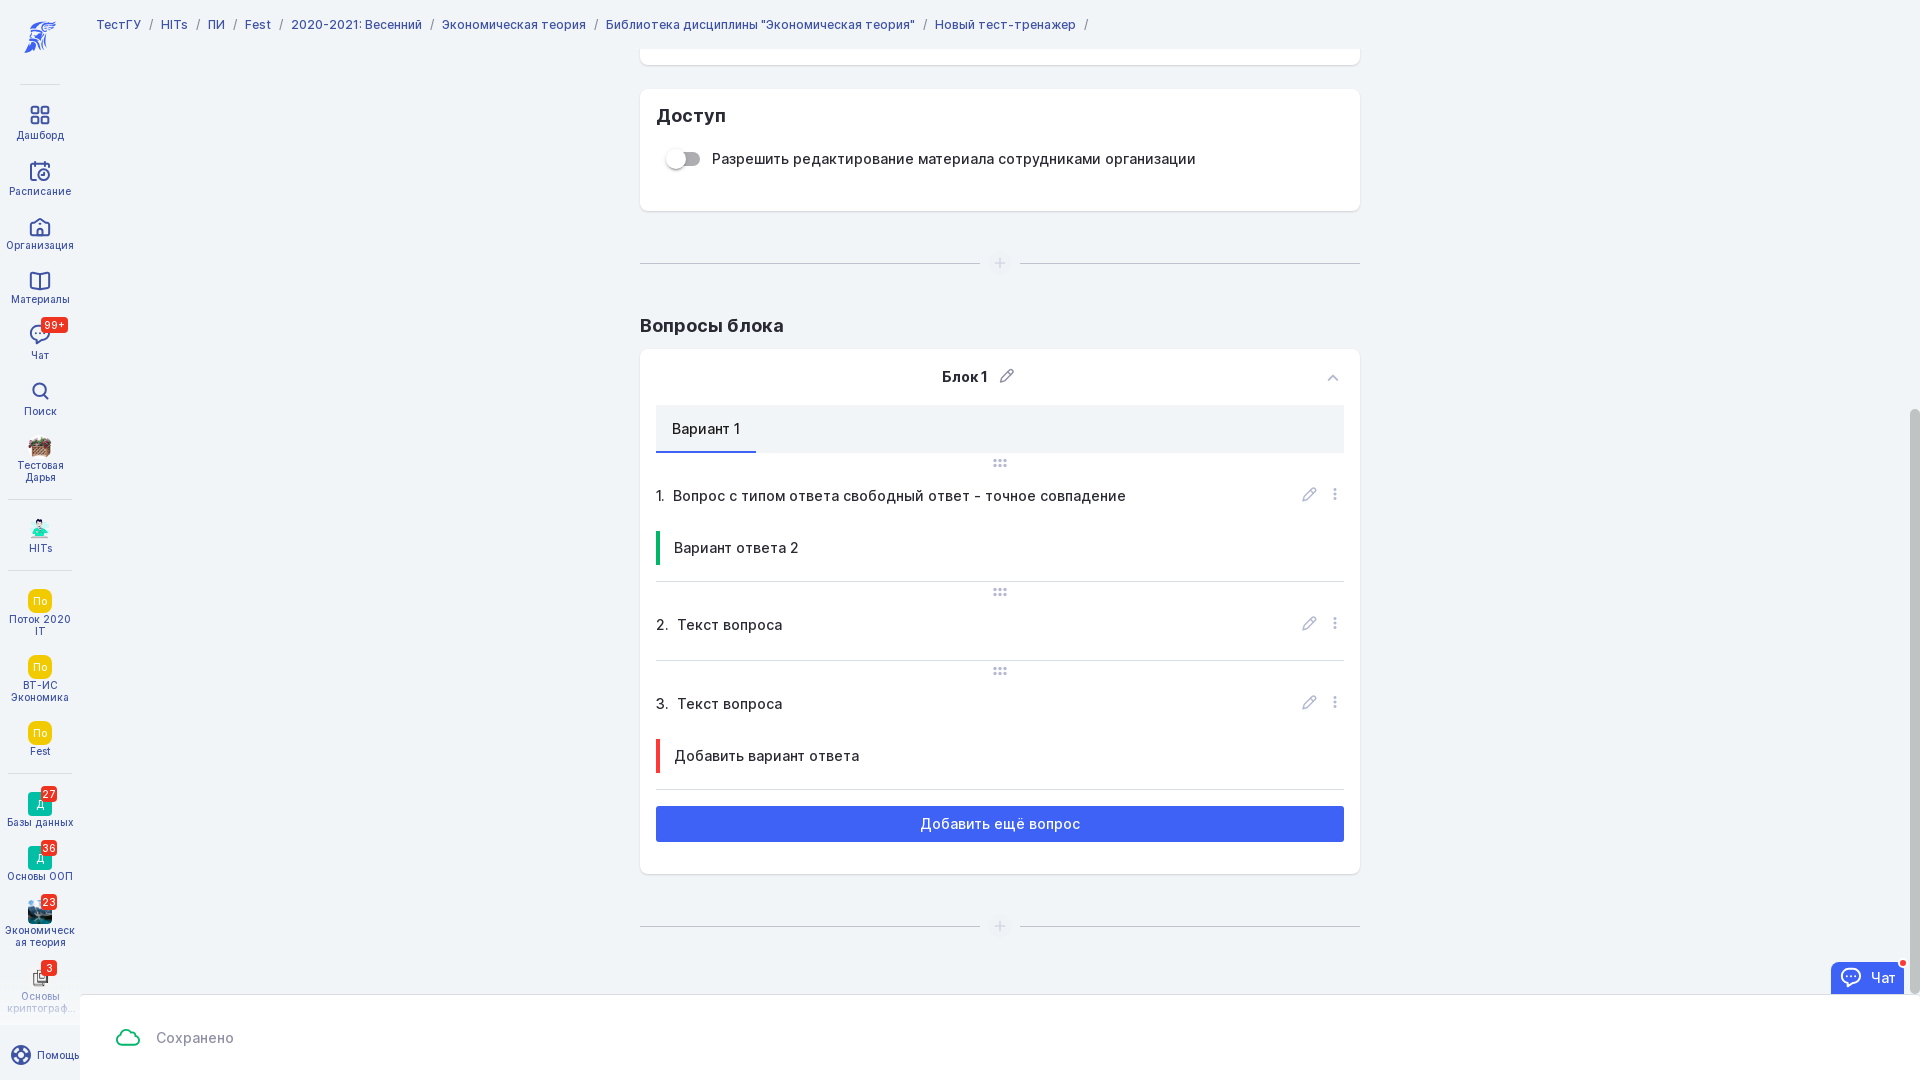 ТестГУ / HITs / ПИ / Fest / 2020-2021: Весенний / Экономическая теория / Библиотека дисциплины "Экономическая теория" / Новый тест-тренажер /
Дашборд
Расписание
Организация
Материалы
99+
Чат
Поиск
Тестовая
Дарья
HITs
По
Поток 2020
IT
По
ВТ-ИС
Экономика
По
Fest
27
Д
Базы данных
36
Д
Основы ООП
23
Экономическ
ая теория
3
Основы
криптограф...
Помощь
Доступ
Разрешить редактирование материала сотрудниками организации
Вопросы блока
Блок 1
Вариант 1
1. Вопрос с типом ответа свободный ответ - точное совпадение
Вариант ответа 2
2. Текст вопроса
3. Текст вопроса
Добавить вариант ответа
Добавить ещё вопрос
Чат
Сохранено